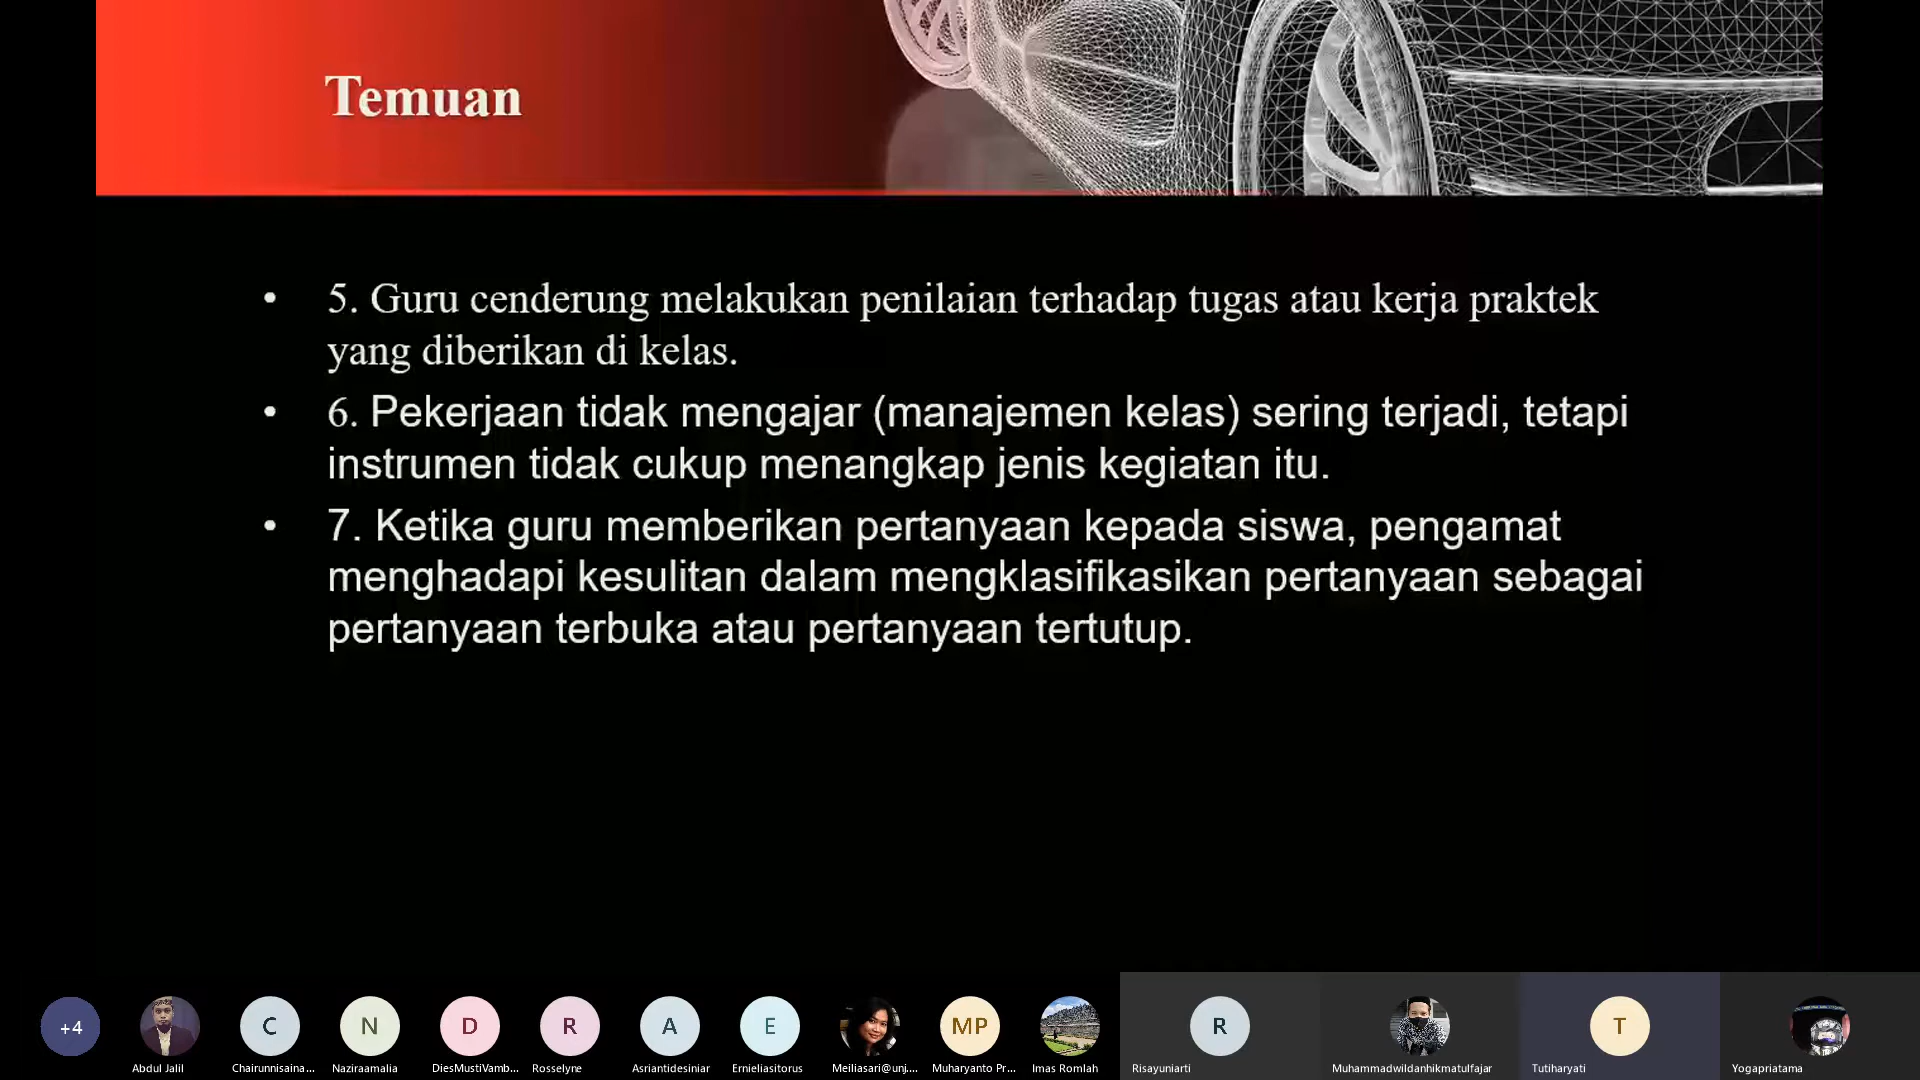 Temuan
• 5. Guru cenderung melakukan penilaian terhadap tugas atau kerja praktek
yang diberikan di kelas.
• 6. Pekerjaan tidak mengajar (manajemen kelas) sering terjadi, tetapi
instrumen tidak cukup menangkap jenis kegiatan itu.
• 7. Ketika guru memberikan pertanyaan kepada siswa, pengamat
menghadapi kesulitan dalam mengklasifikasikan pertanyaan sebagai
pertanyaan terbuka atau pertanyaan tertutup.
+4 C N D R A E MP R T
Abdul Jalil Chairunnisaina... Naziraamalia DiesMustiVamb... Rosselyne Asriantidesiniar Ernieliasitorus Meiliasari@unj.... Muharyanto Pr... Imas Romlah Risayuniarti Muhammadwildanhikmatulfajar Tutiharyati Yogapriatama